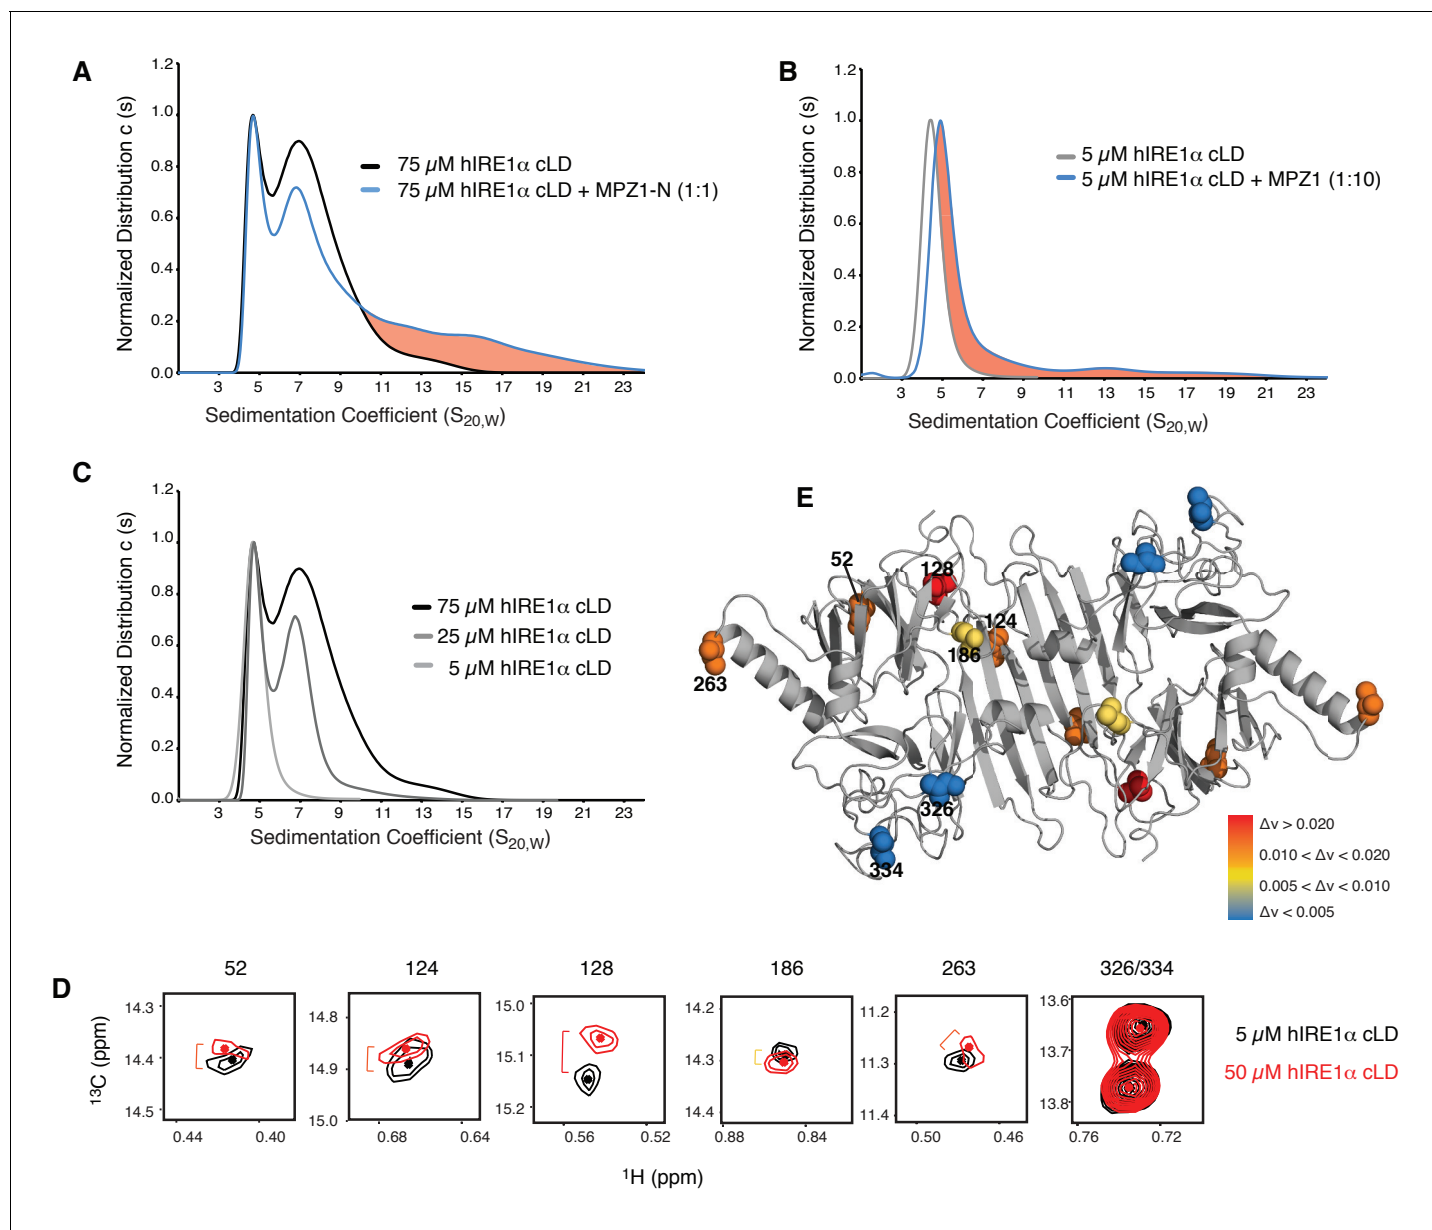 A
1.2
1.0
0.8
0.6
0.4
0.2
0.0
Normalized Distribution c (s)
75 µM hIRE1α cLD
75 µM hIRE1α cLD + MPZ1-N (1:1)
3 5 7 9 11 13 15 17 19 21 23
Sedimentation Coefficient (S20,W)
B
1.2
1.0
0.8
0.6
0.4
0.2
0.0
Normalized Distribution c (s)
5 µM hIRE1α cLD
5 µM hIRE1α cLD + MPZ1 (1:10)
3 5 7 9 11 13 15 17 19 21 23
Sedimentation Coefficient (S20,W)
C
1.2
1.0
0.8
0.6
0.4
0.2
0.0
Normalized Distribution c (s)
75 µM hIRE1α cLD
25 µM hIRE1α cLD
5 µM hIRE1α cLD
3 5 7 9 11 13 15 17 19 21 23
Sedimentation Coefficient (S20,W)
E
52
128
124
186
263
326
334
Δν > 0.020
0.010 < Δν < 0.020
0.005 < Δν < 0.010
Δν < 0.005
D
13C (ppm)
52
14.3
14.4
14.5
0.44 0.40
124
14.8
14.9
15.0
0.68 0.64
128
15.0
15.1
15.2
0.56 0.52
186
14.2
14.3
14.4
0.88 0.84
263
11.2
11.3
11.4
0.50 0.46
326/334
13.6
13.7
13.8
0.76 0.72
5 µM hIRE1α cLD
50 µM hIRE1α cLD
1H (ppm)